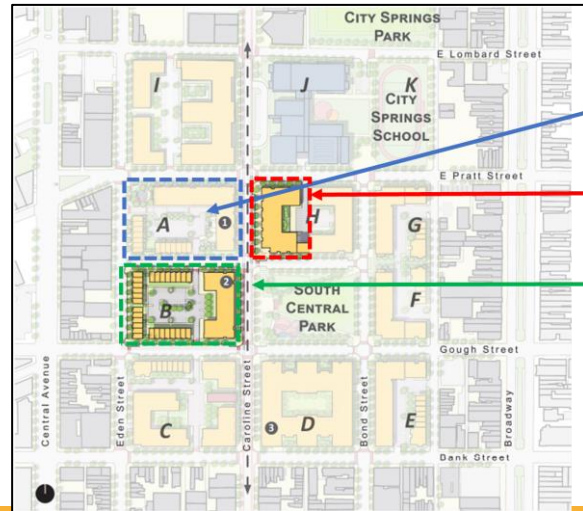 CITY SPRINGS
PARK
E Lombard Street
I
J
K
CITY
SPRINGS
SCHOOL
E Pratt Street
A
1
H
G
2
B
SOUTH
CENTRAL
PARK
F
Gough Street
Central Avenue
Eden Street
Caroline Street
Bond Street
Broadway
C
3
D
E
Dank Street